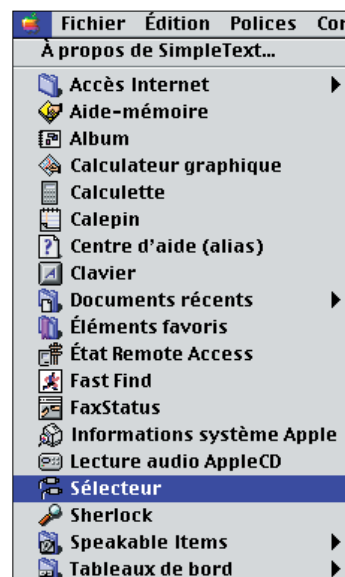 Fichier Édition Polices Cor
À propos de SimpleText...
Accès Internet
Aide-mémoire
Album
Calculateur graphique
Calculette
Calepin
Centre d'aide (alias)
Clavier
Documents récents
Éléments favoris
État Remote Access
Fast Find
FaxStatus
Informations système Apple
Lecture audio AppleCD
Sélecteur
Sherlock
Speakable Items
Tableaux de bord